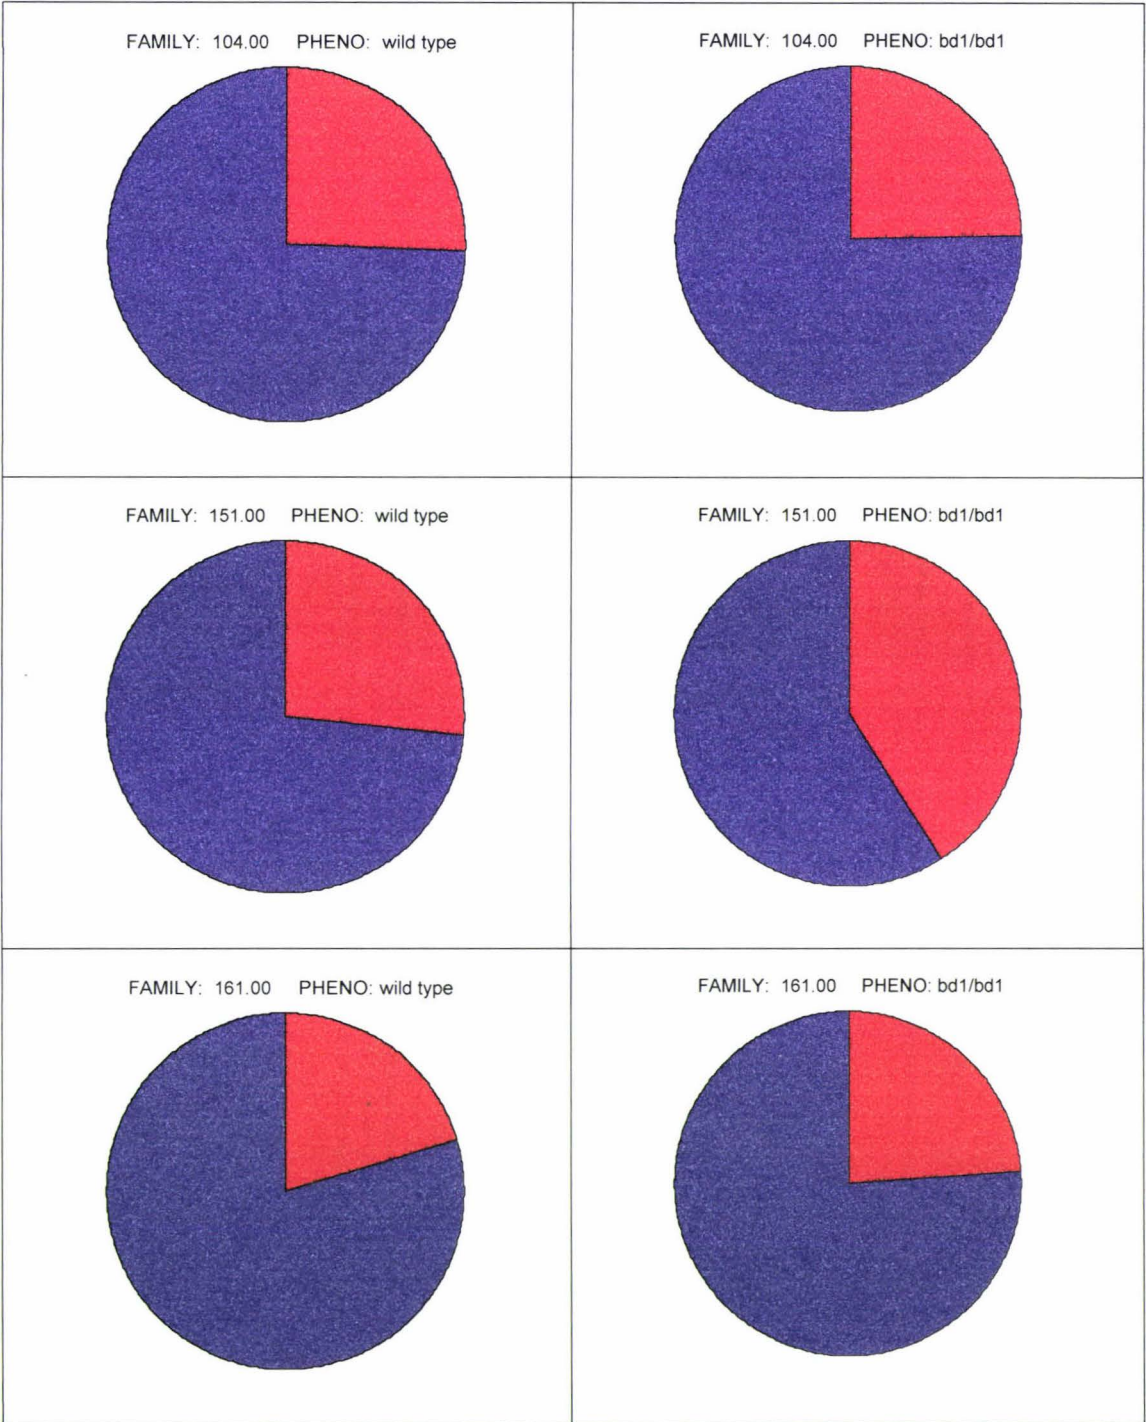 FAMILY: 104.00 PHENO: wild type
FAMILY: 104.00 PHENO: bd1/bd1
FAMILY: 151.00 PHENO: wild type
FAMILY: 151.00 PHENO: bd1/bd1
FAMILY: 161.00 PHENO: wild type
FAMILY: 161.00 PHENO: bd1/bd1